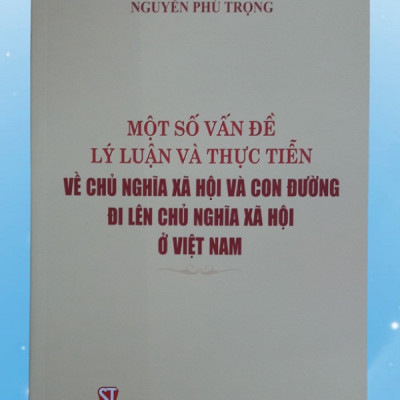 NGUYỄN PHÚ TRỌNG
MỘT SỐ VẤN ĐỀ
LÝ LUẬN VÀ THỰC TIỄN
VỀ CHỦ NGHĨA XÃ HỘI VÀ CON ĐƯỜNG
ĐI LÊN CHỦ NGHĨA XÃ HỘI
Ở VIỆT NAM
ST